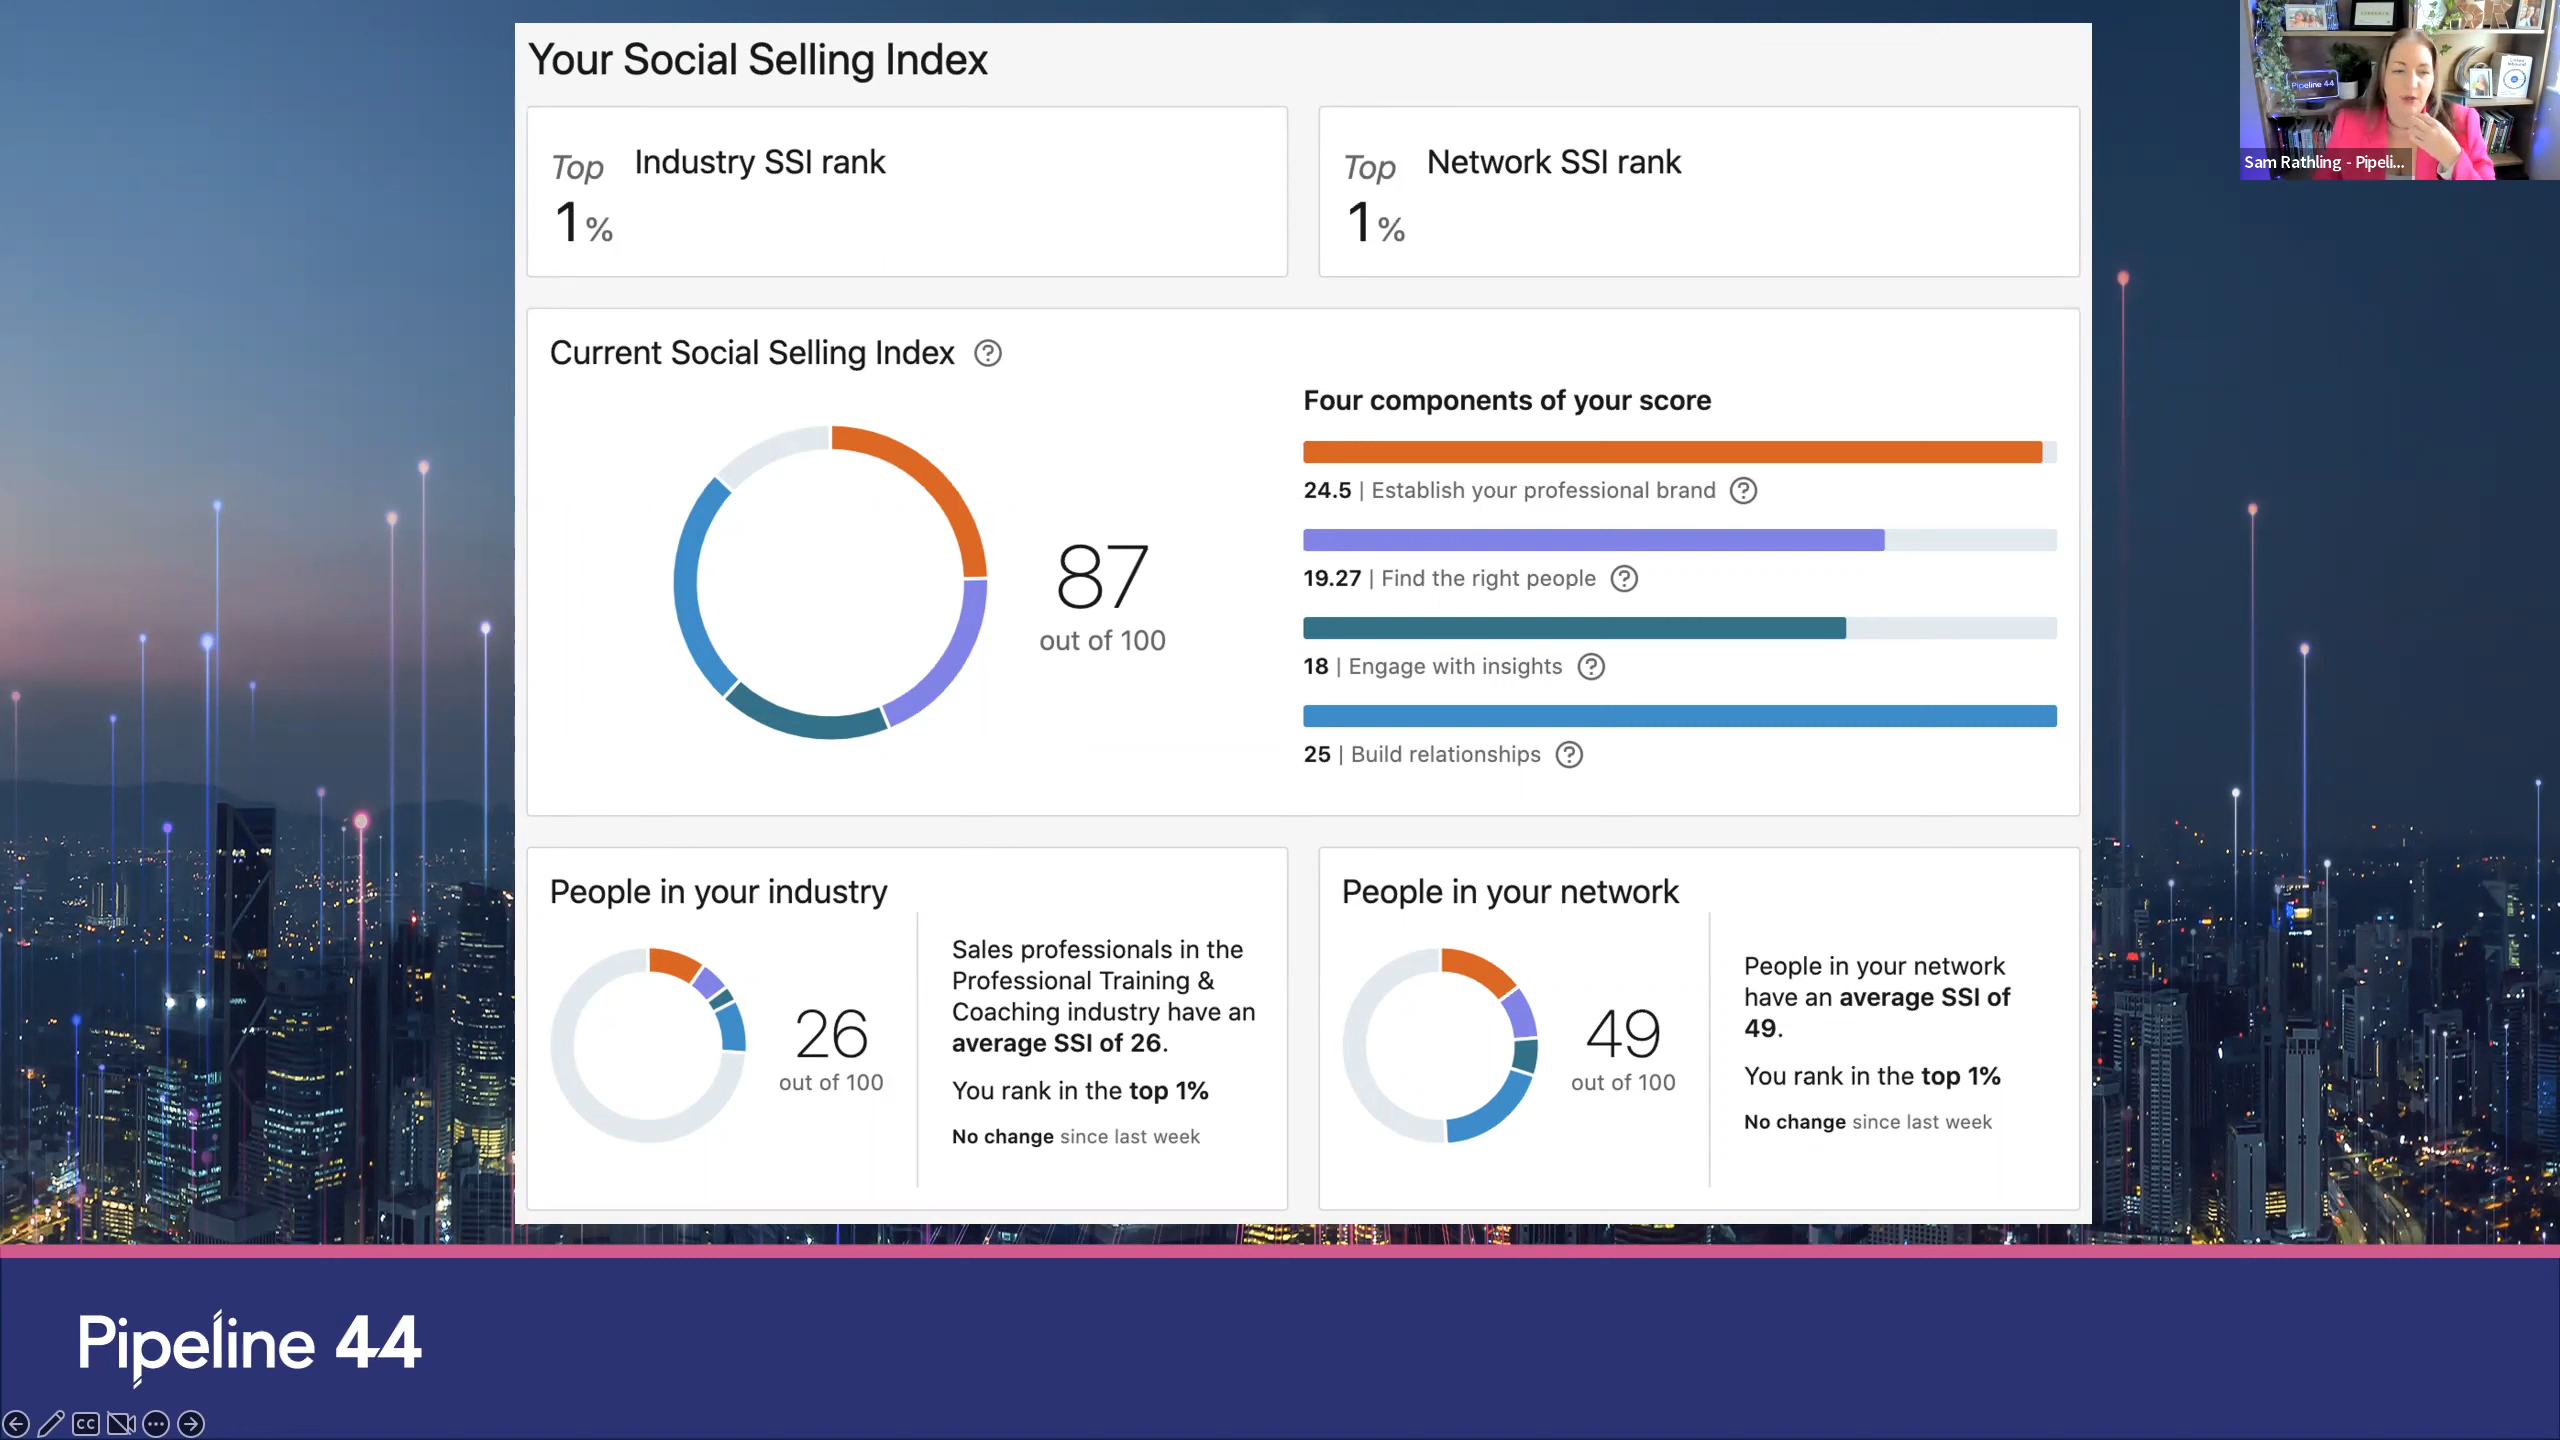 Your Social Selling Index
Top
1%
Industry SSI rank
Top
1%
Network SSI rank
Current Social Selling Index ?
87
out of 100
Four components of your score
24.5 | Establish your professional brand ?
19.27 | Find the right people ?
18 | Engage with insights ?
25 | Build relationships ?
People in your industry
26
out of 100
Sales professionals in the
Professional Training &
Coaching industry have an
average SSI of 26.
You rank in the top 1%
No change since last week
People in your network
49
out of 100
People in your network
have an average SSI of
49.
You rank in the top 1%
No change since last week
Pipeline 44
Sam Rathling - Pipeli...
Pipeline 44
CC